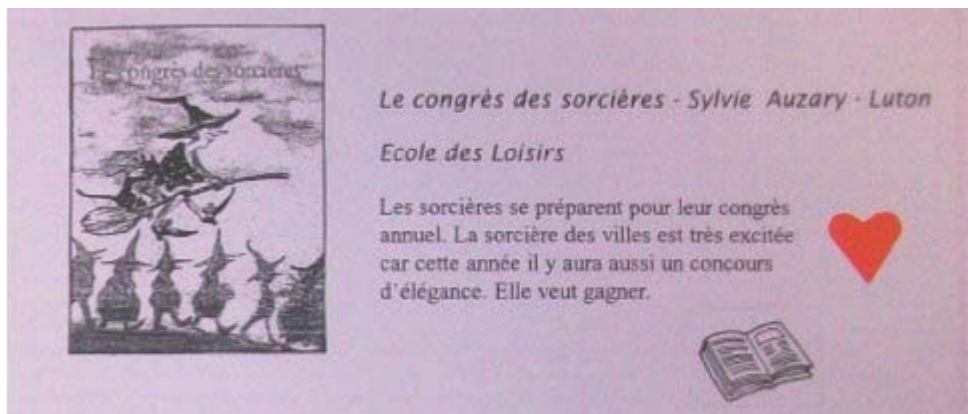 Le congrès des sorcières
Le congrès des sorcières - Sylvie Auzary - Luton
Ecole des Loisirs
Les sorcières se préparent pour leur congrès
annuel. La sorcière des villes est très excitée
car cette année il y aura aussi un concours
d'élégance. Elle veut gagner.